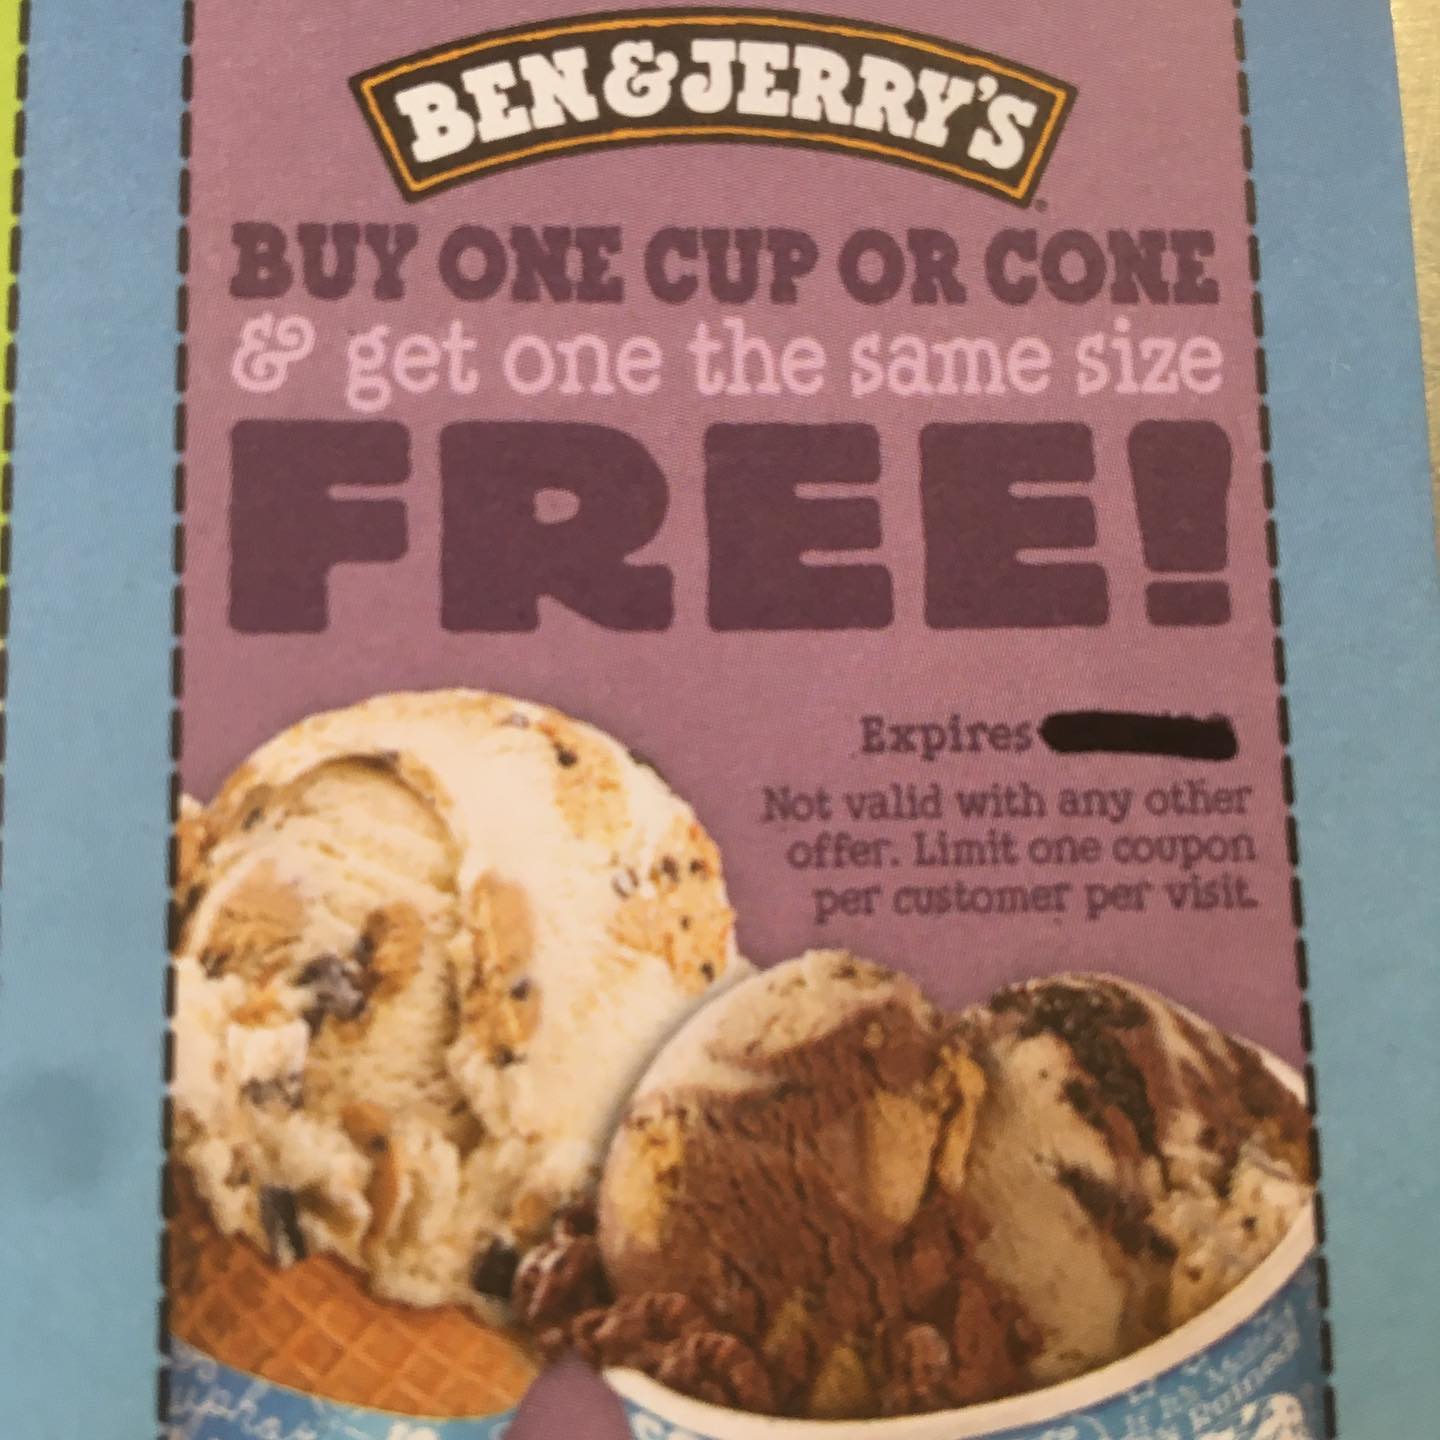 BEN & JERRY'S
BUY ONE CUP OR CONE
& get one the same size
FREE!
Expires
Not valid with any other
offer. Limit one coupon
per customer per visit.